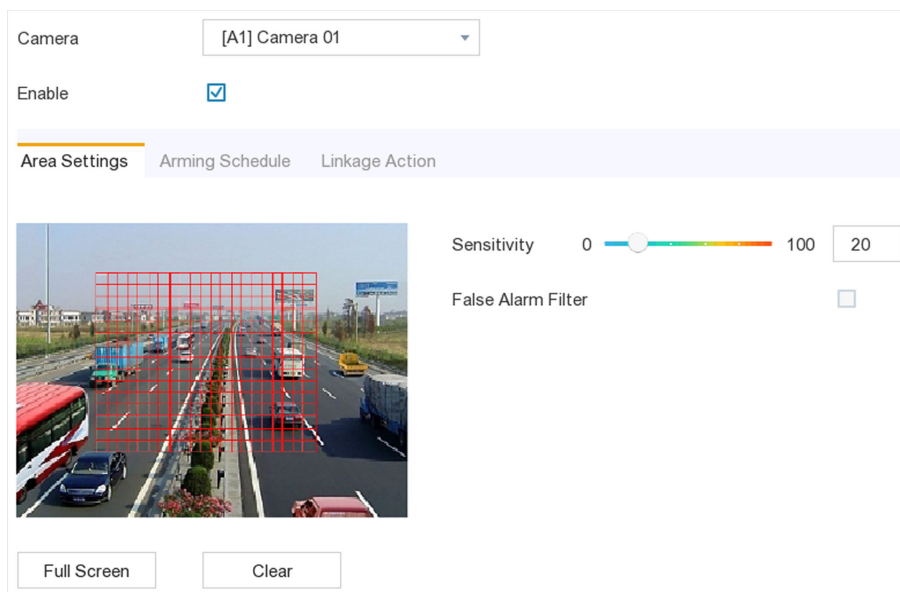 Camera [A1] Camera 01
Enable
Area Settings Arming Schedule Linkage Action
Sensitivity 0 100 20
False Alarm Filter
Full Screen Clear